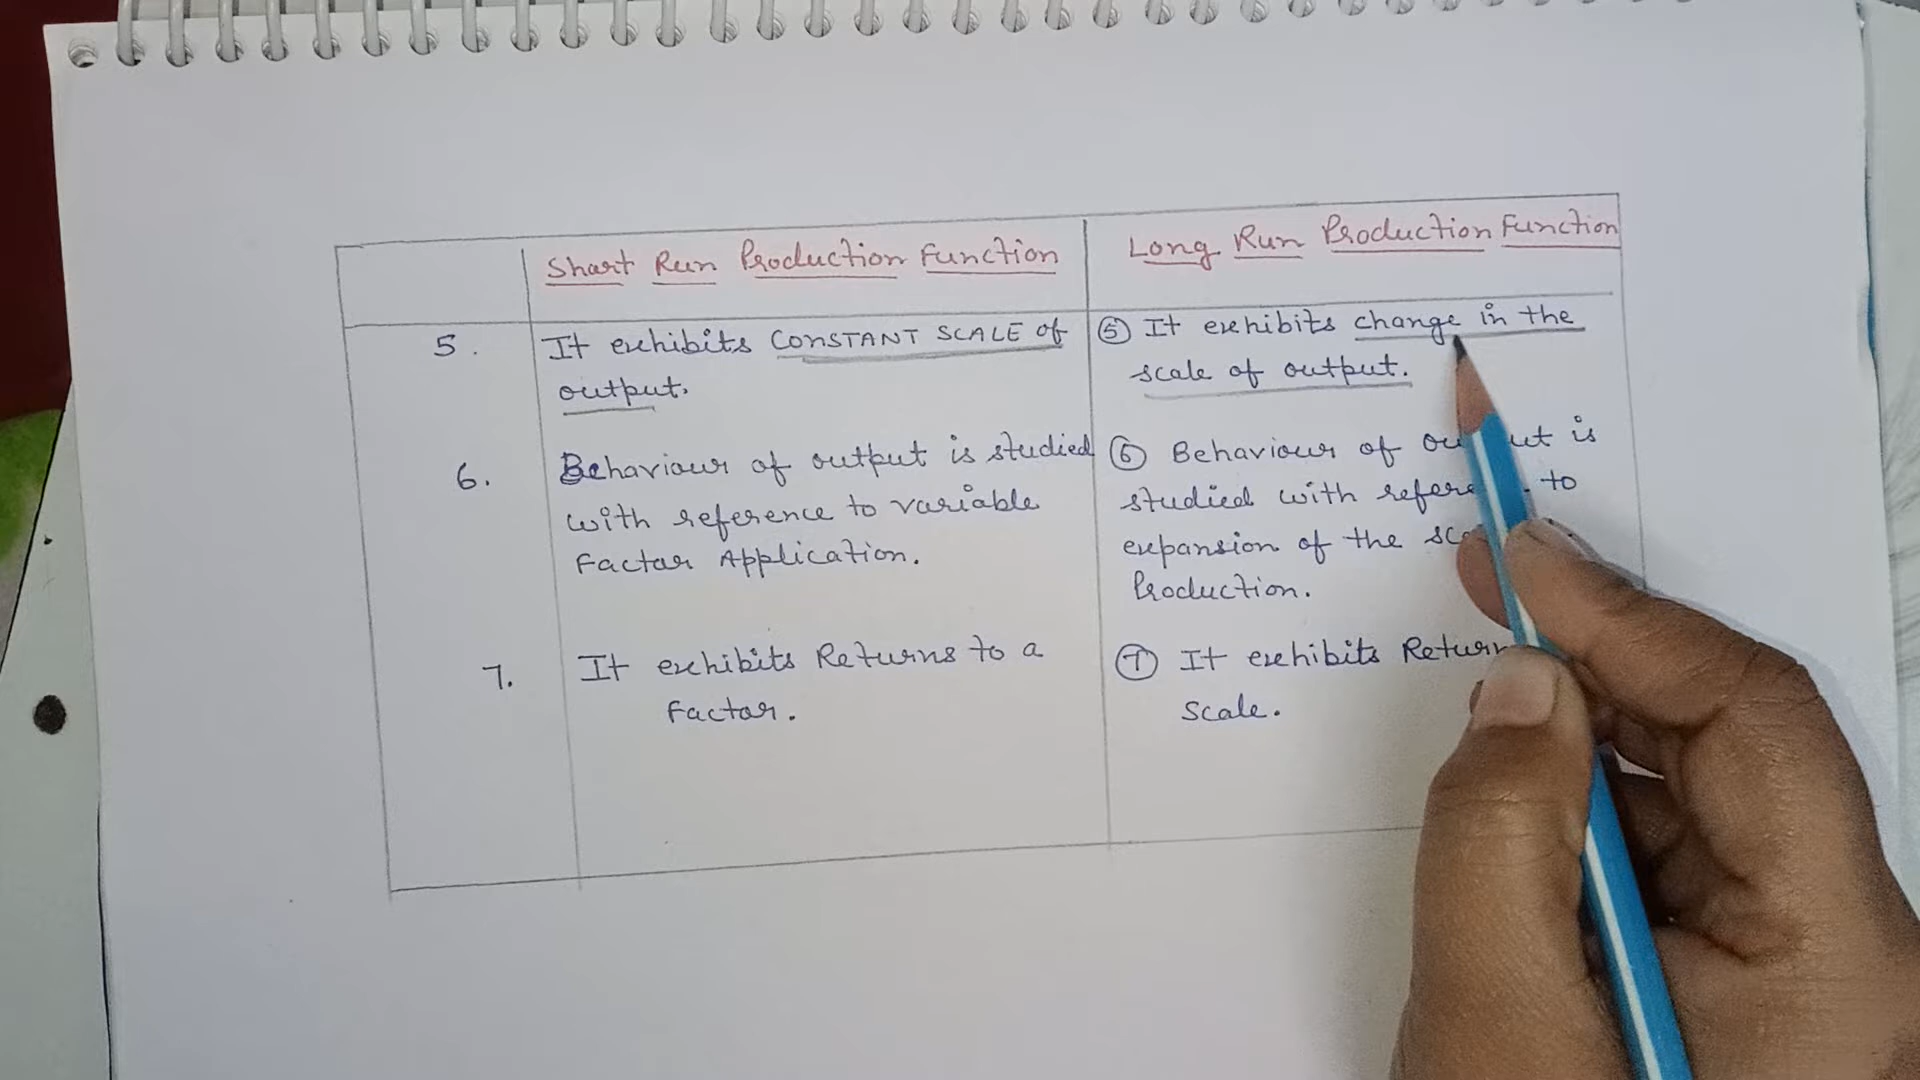 Short Run Production Function
Long Run Production Function
5.
It exhibits CONSTANT SCALE of
output.
⑤ It exhibits change in the
scale of output.
6.
Behaviour of output is studied
with reference to variable
Factor Application.
⑥ Behaviour of is
studied with to
expansion of the
Production.
7.
It exhibits Returns to a
Factor.
⑦ It exhibits
Scale.